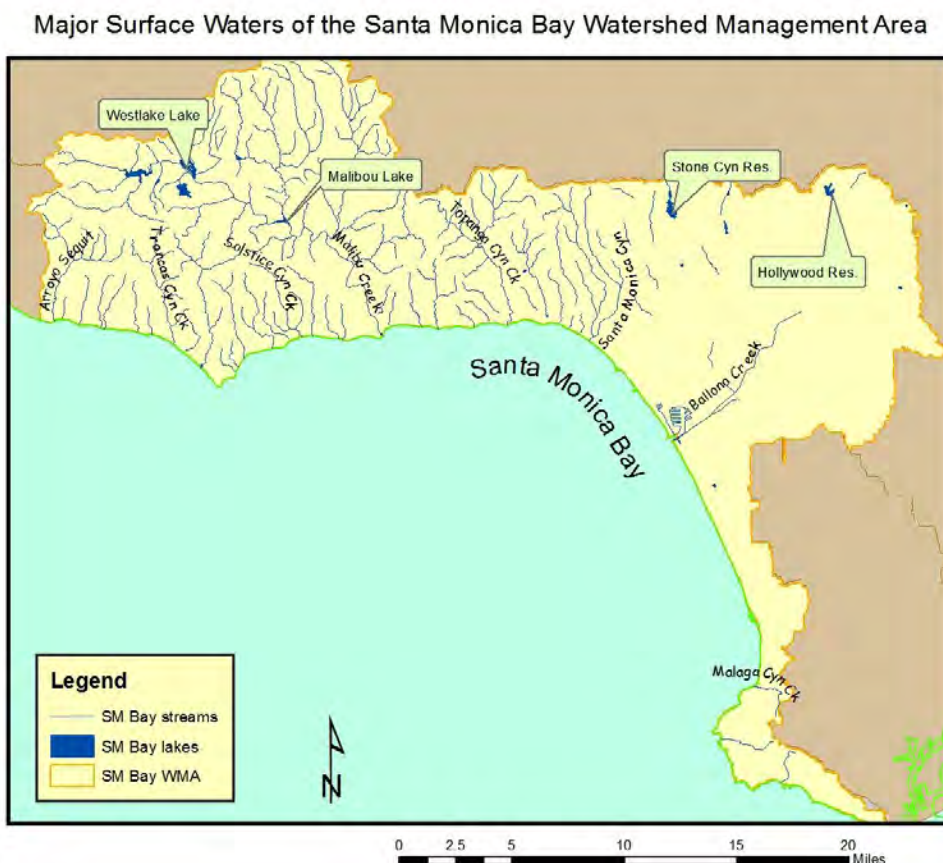 Major Surface Waters of the Santa Monica Bay Watershed Management Area
Westlake Lake
Malibou Lake
Stone Cyn Res.
Hollywood Res.
Arroyo Sequit
Trancas Cyn Ck
Solstice Cyn Ck
Malibu Creek
Topanga Cyn Ck
Santa Monica Cyn
Ballona Creek
Santa Monica Bay
Malaga Cyn Ck
Legend
SM Bay streams
SM Bay lakes
SM Bay WMA
N
0 2.5 5 10 15 20
Miles